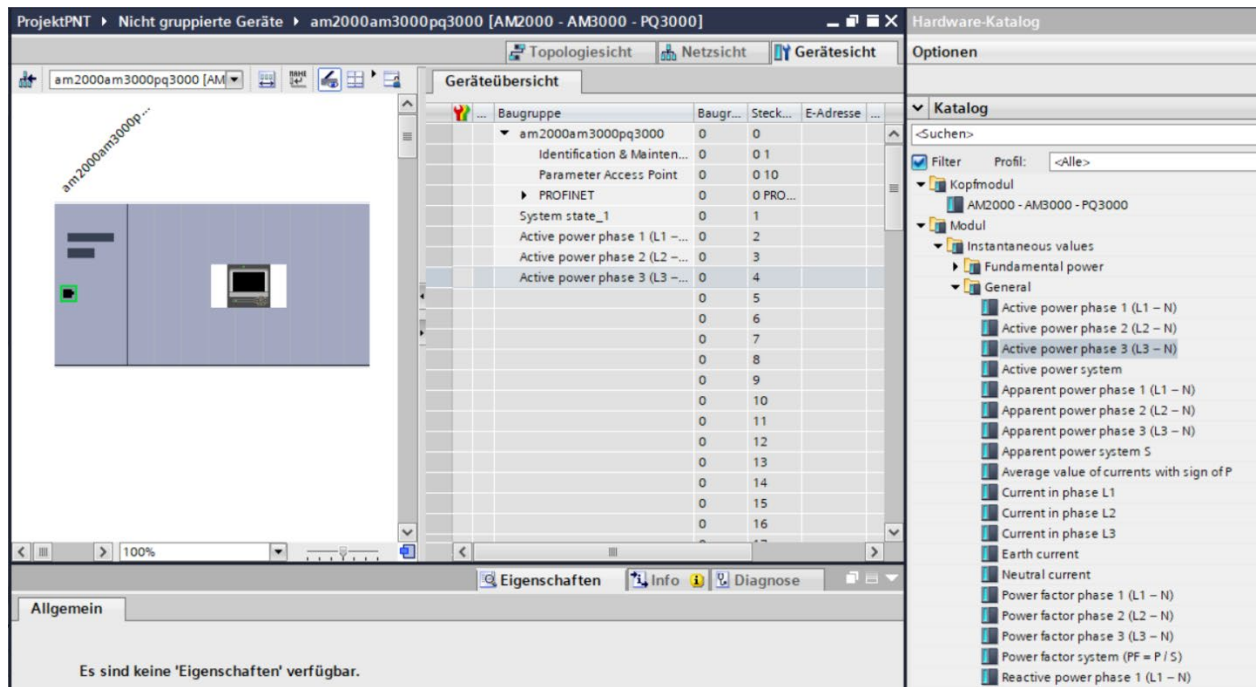 ProjektPNT ▸ Nicht gruppierte Geräte ▸ am2000am3000pq3000 [AM2000 - AM3000 - PQ3000]
Topologiesicht Netzsicht Gerätesicht
am2000am3000pq3000 [AM
am2000am3000p...
100%
Geräteübersicht
... Baugruppe Baugr... Steck... E-Adresse ...
am2000am3000pq3000 0 0
Identification & Mainten... 0 0 1
Parameter Access Point 0 0 10
PROFINET 0 0 PRO...
System state_1 0 1
Active power phase 1 (L1 –... 0 2
Active power phase 2 (L2 –... 0 3
Active power phase 3 (L3 –... 0 4
0 5
0 6
0 7
0 8
0 9
0 10
0 11
0 12
0 13
0 14
0 15
0 16
Eigenschaften Info Diagnose
Allgemein
Es sind keine 'Eigenschaften' verfügbar.
Hardware-Katalog
Optionen
Katalog
<Suchen>
Filter Profil: <Alle>
Kopfmodul
AM2000 - AM3000 - PQ3000
Modul
Instantaneous values
Fundamental power
General
Active power phase 1 (L1 – N)
Active power phase 2 (L2 – N)
Active power phase 3 (L3 – N)
Active power system
Apparent power phase 1 (L1 – N)
Apparent power phase 2 (L2 – N)
Apparent power phase 3 (L3 – N)
Apparent power system S
Average value of currents with sign of P
Current in phase L1
Current in phase L2
Current in phase L3
Earth current
Neutral current
Power factor phase 1 (L1 – N)
Power factor phase 2 (L2 – N)
Power factor phase 3 (L3 – N)
Power factor system (PF = P / S)
Reactive power phase 1 (L1 – N)